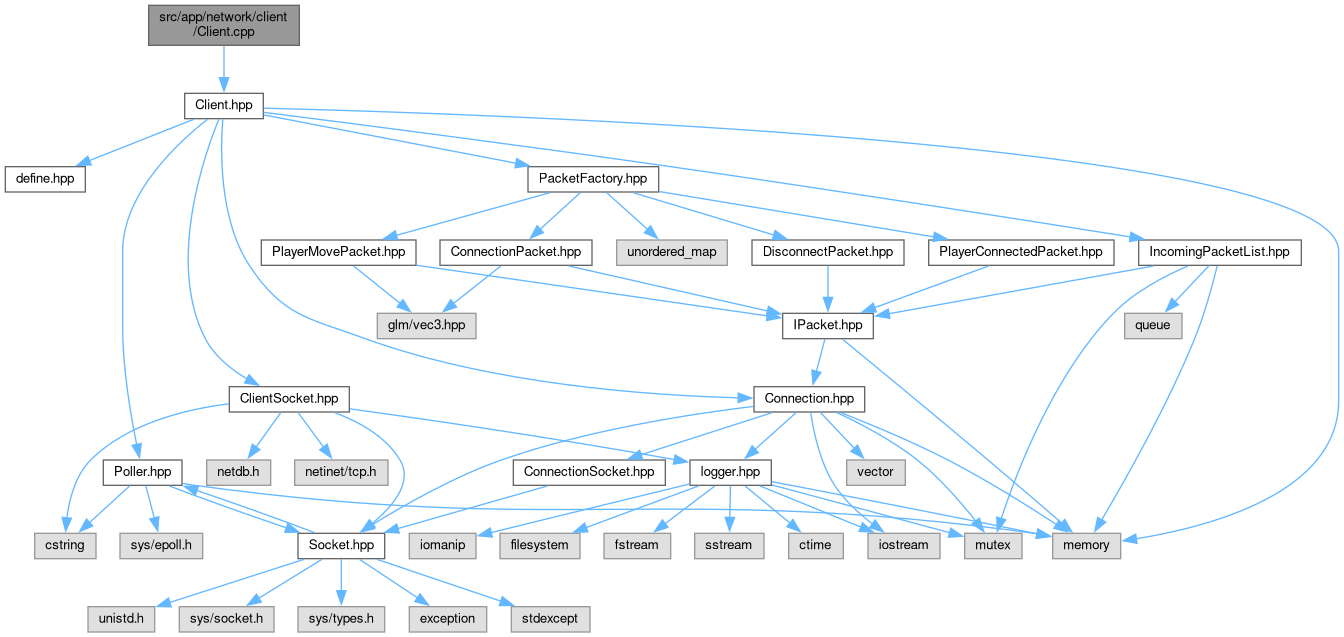 src/app/network/client
/Client.cpp
Client.hpp
define.hpp
PacketFactory.hpp
PlayerMovePacket.hpp
ConnectionPacket.hpp
unordered_map
DisconnectPacket.hpp
PlayerConnectedPacket.hpp
IncomingPacketList.hpp
glm/vec3.hpp
IPacket.hpp
queue
ClientSocket.hpp
Connection.hpp
Poller.hpp
netdb.h
netinet/tcp.h
ConnectionSocket.hpp
logger.hpp
vector
cstring
sys/epoll.h
Socket.hpp
iomanip
filesystem
fstream
sstream
ctime
iostream
mutex
memory
unistd.h
sys/socket.h
sys/types.h
exception
stdexcept